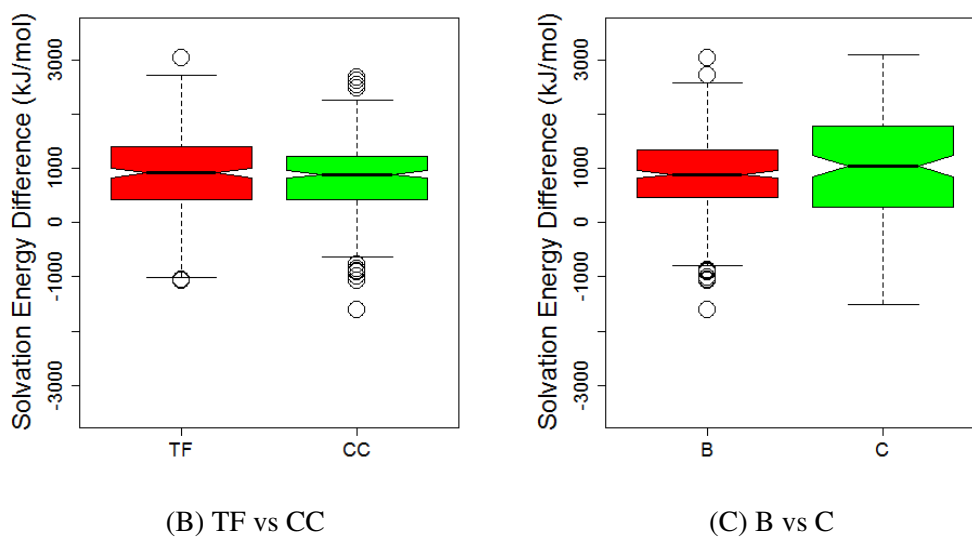 Solvation Energy Difference (kJ/mol)
3000
1000
0
-1000
-3000
TF
CC
(B) TF vs CC
Solvation Energy Difference (kJ/mol)
3000
1000
0
-1000
-3000
B
C
(C) B vs C